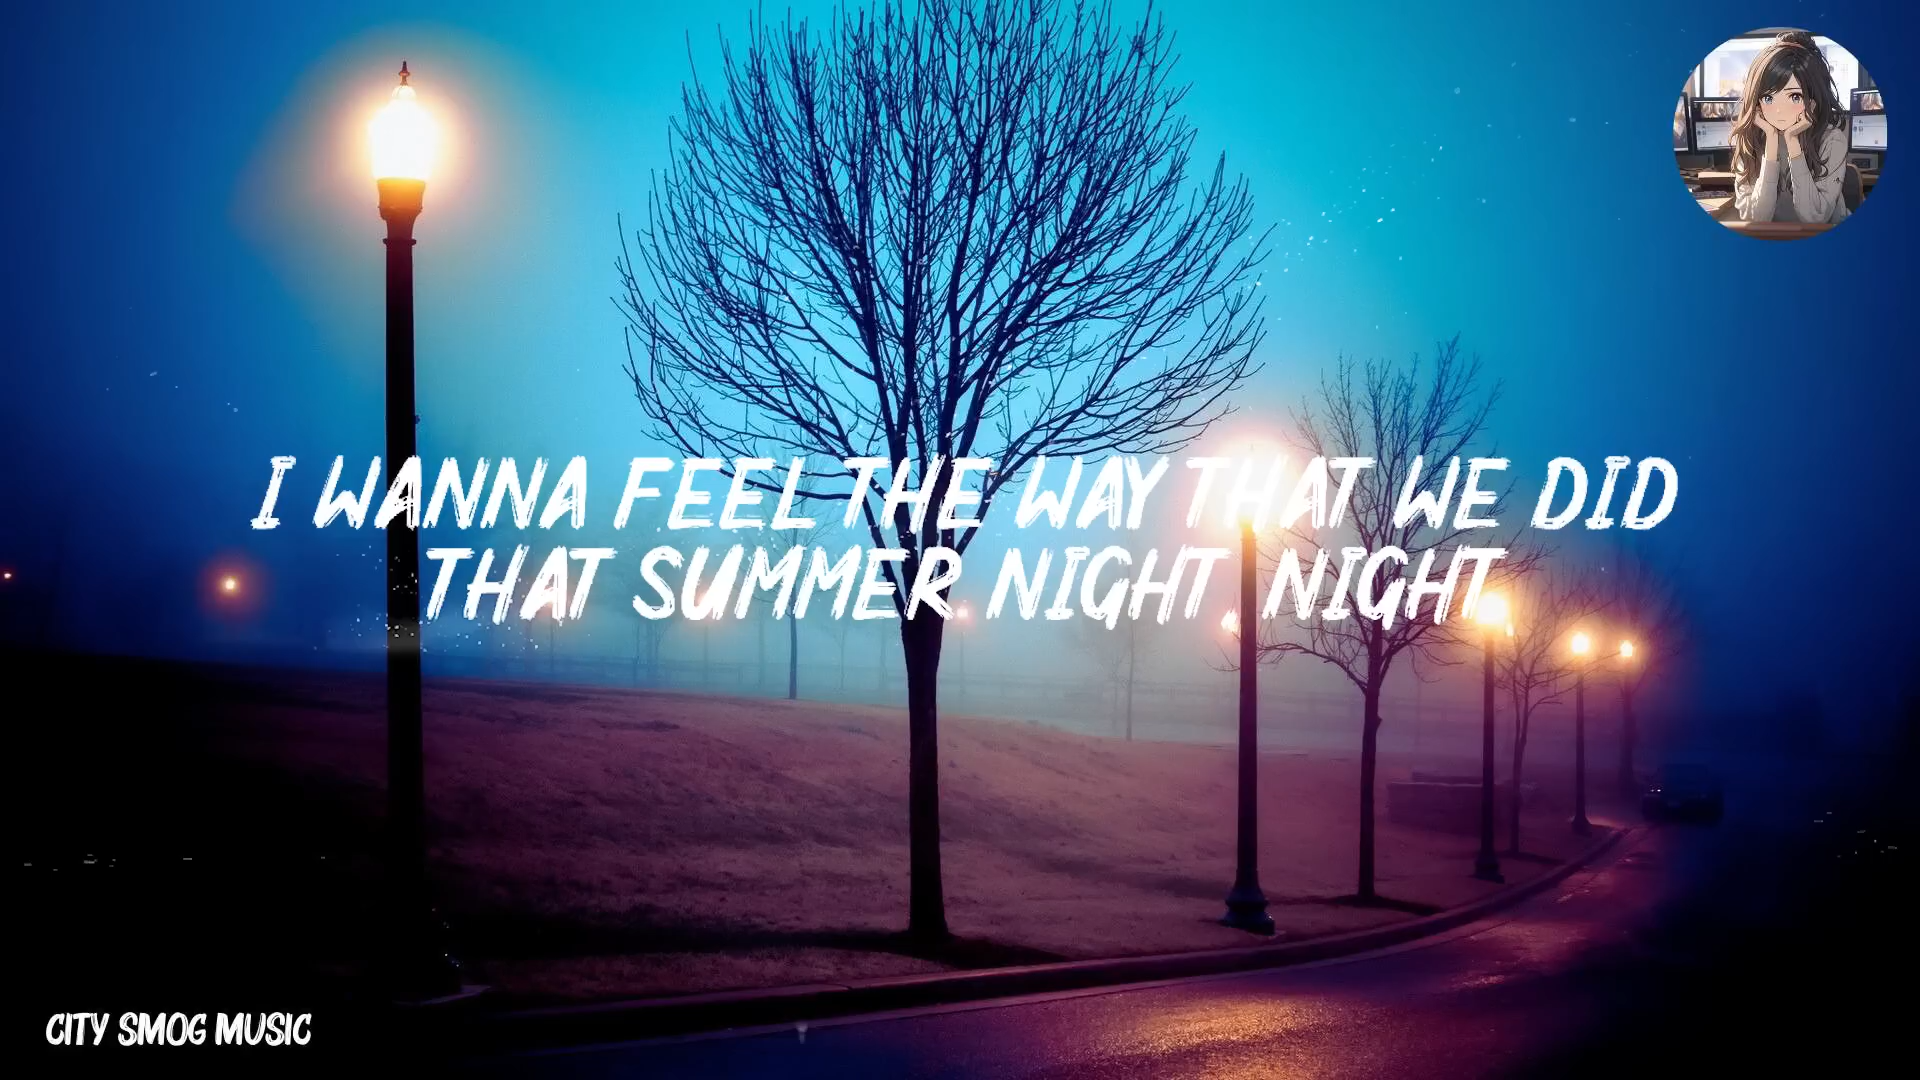 I WANNA FEEL THE WAY THAT WE DID
THAT SUMMER NIGHT, NIGHT
CITY SMOG MUSIC